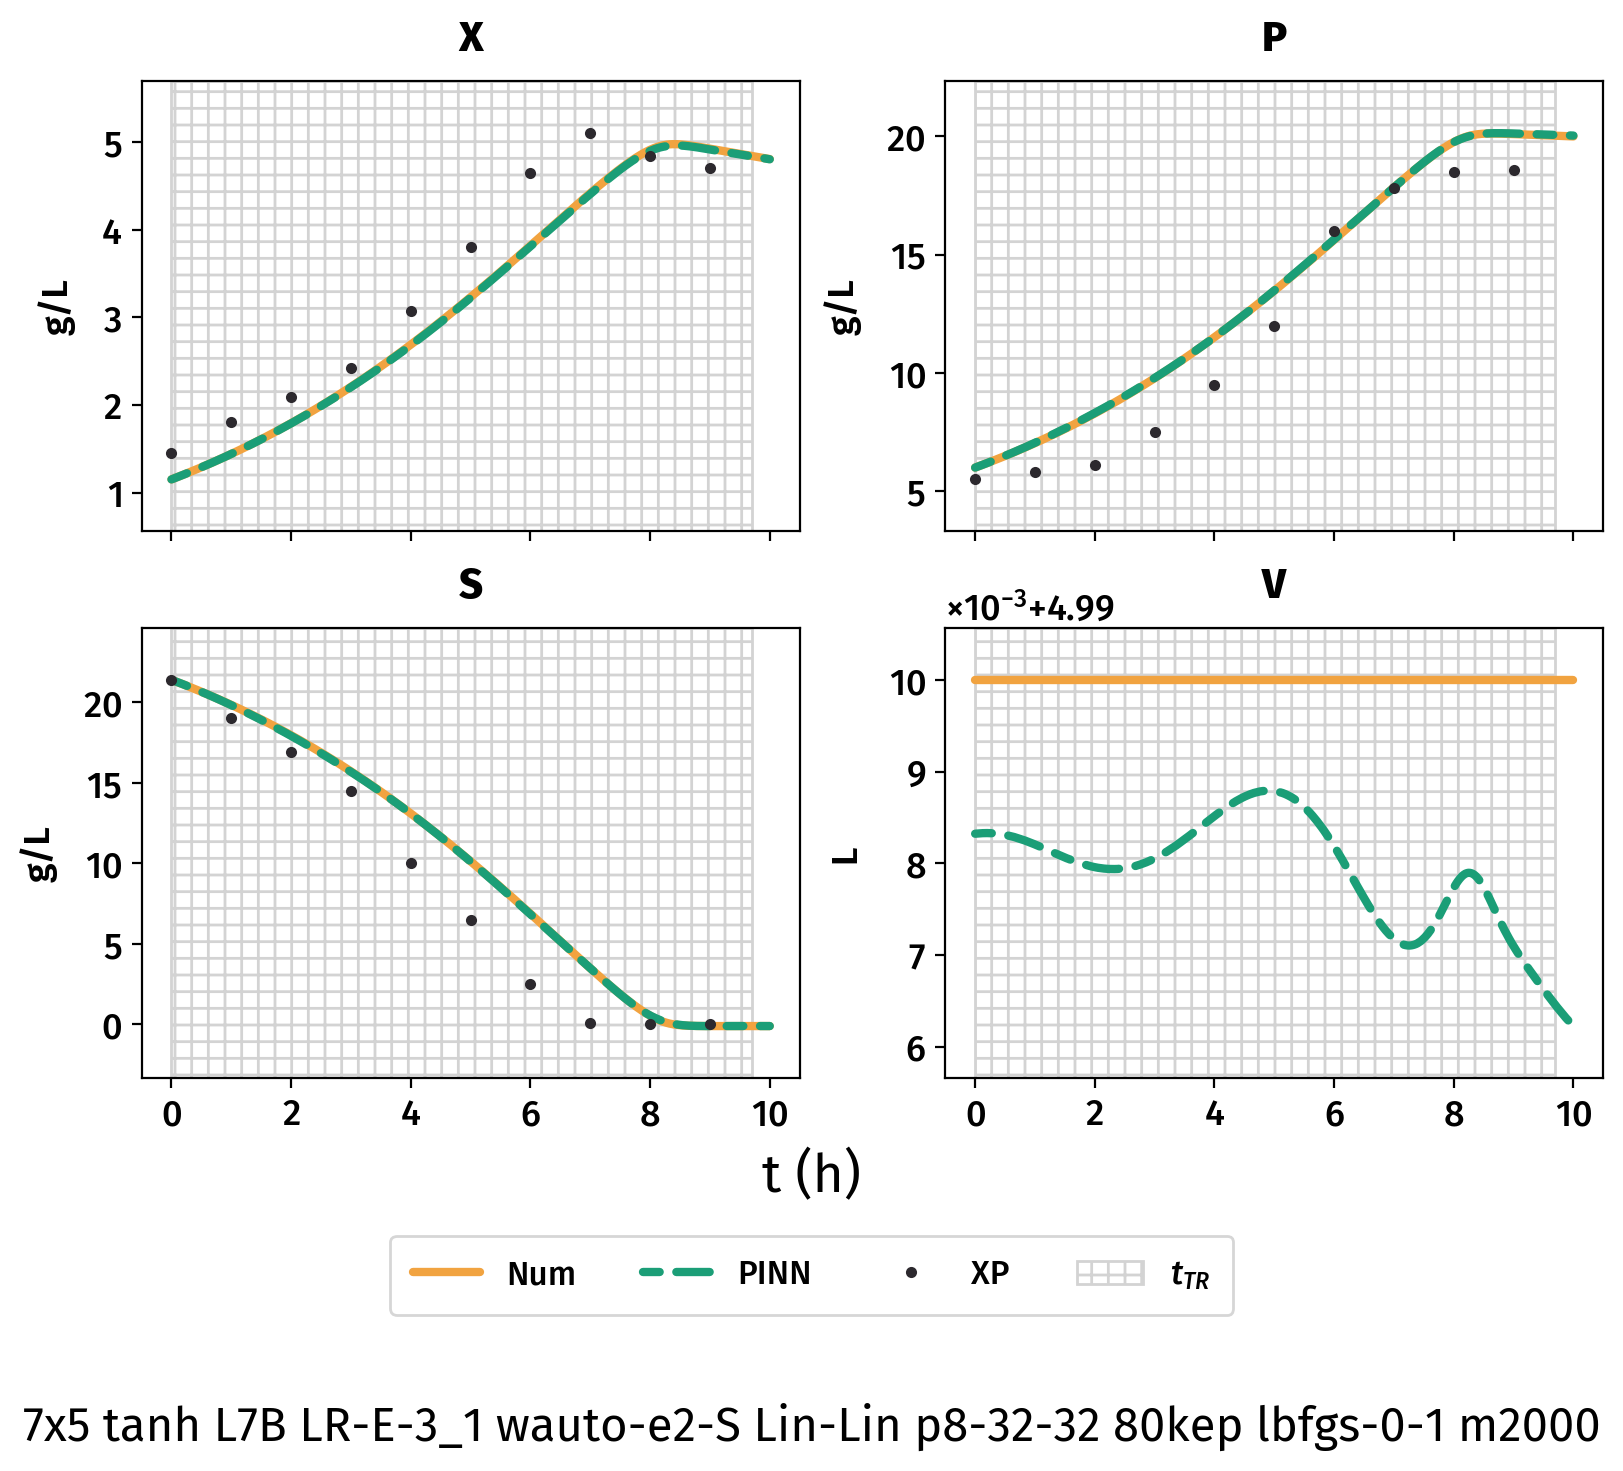 X
P
5
4
3
2
1
g/L
20
15
10
5
g/L
S
V
×10⁻³+4.99
20
15
10
5
0
g/L
10
9
8
7
6
L
0 2 4 6 8 10
0 2 4 6 8 10
t (h)
Num PINN XP t_TR
7x5 tanh L7B LR-E-3_1 wauto-e2-S Lin-Lin p8-32-32 80kep lbfgs-0-1 m2000